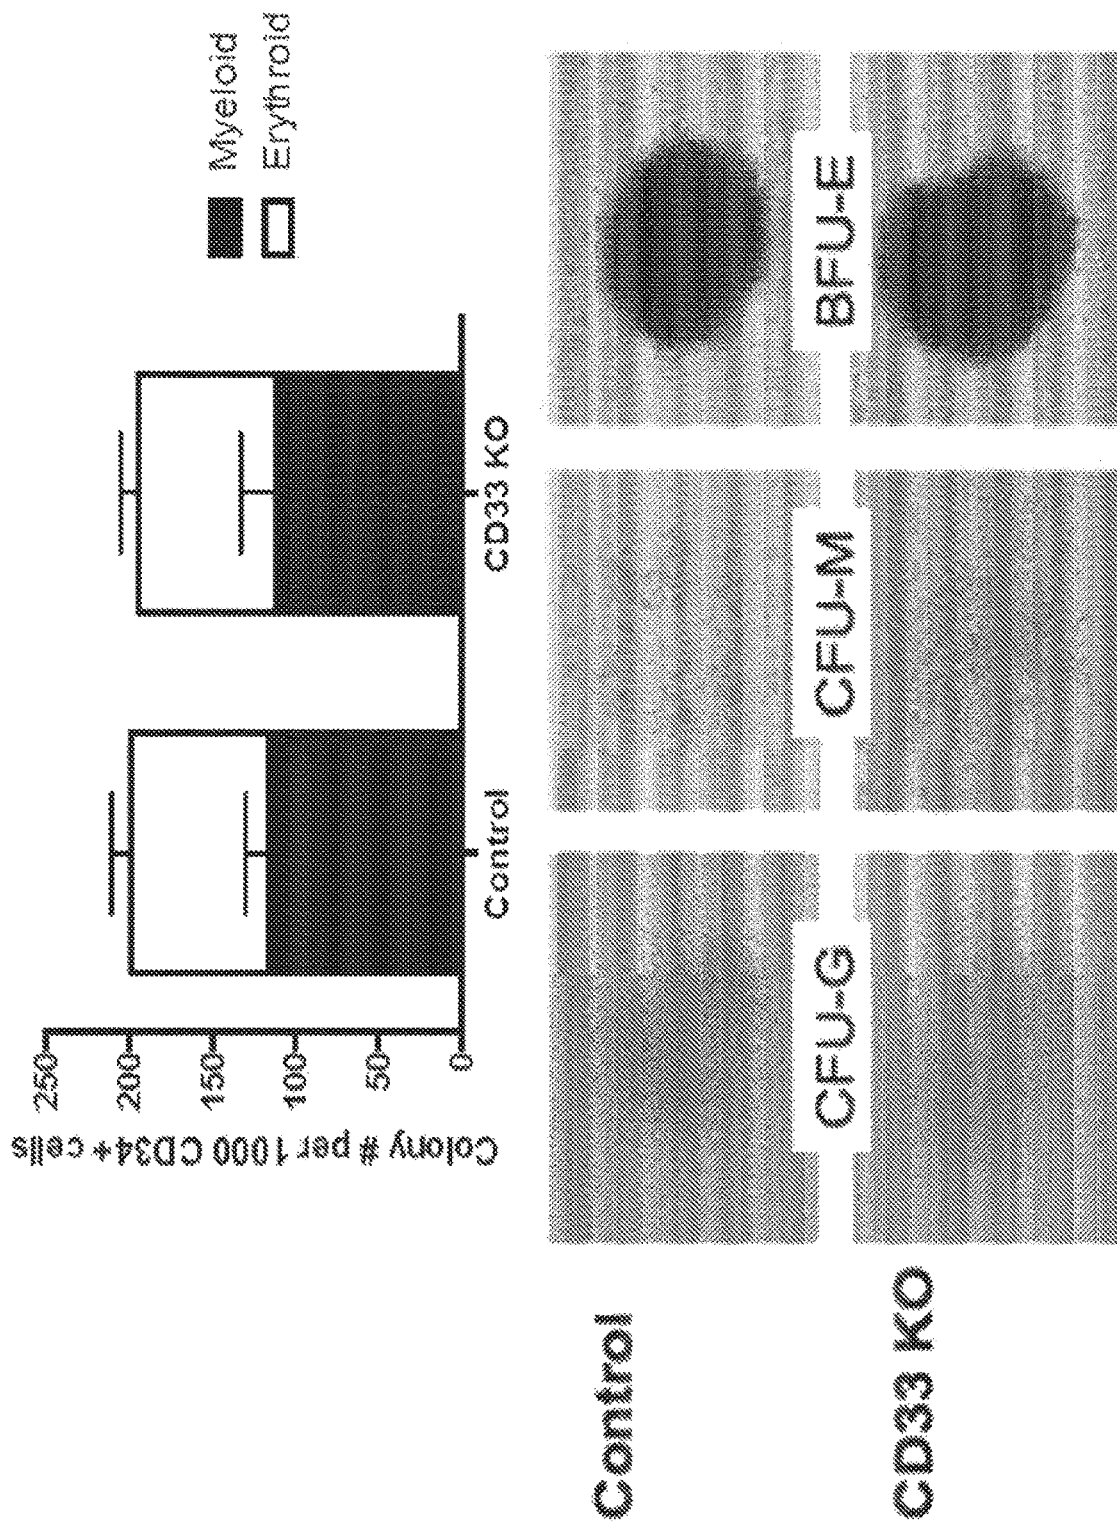 Colony # per 1000 CD34+ cells
250
200
150
100
50
0
Control
CD33 KO
Myeloid
Erythroid
Control
CFU-G
CFU-M
BFU-E
CD33 KO